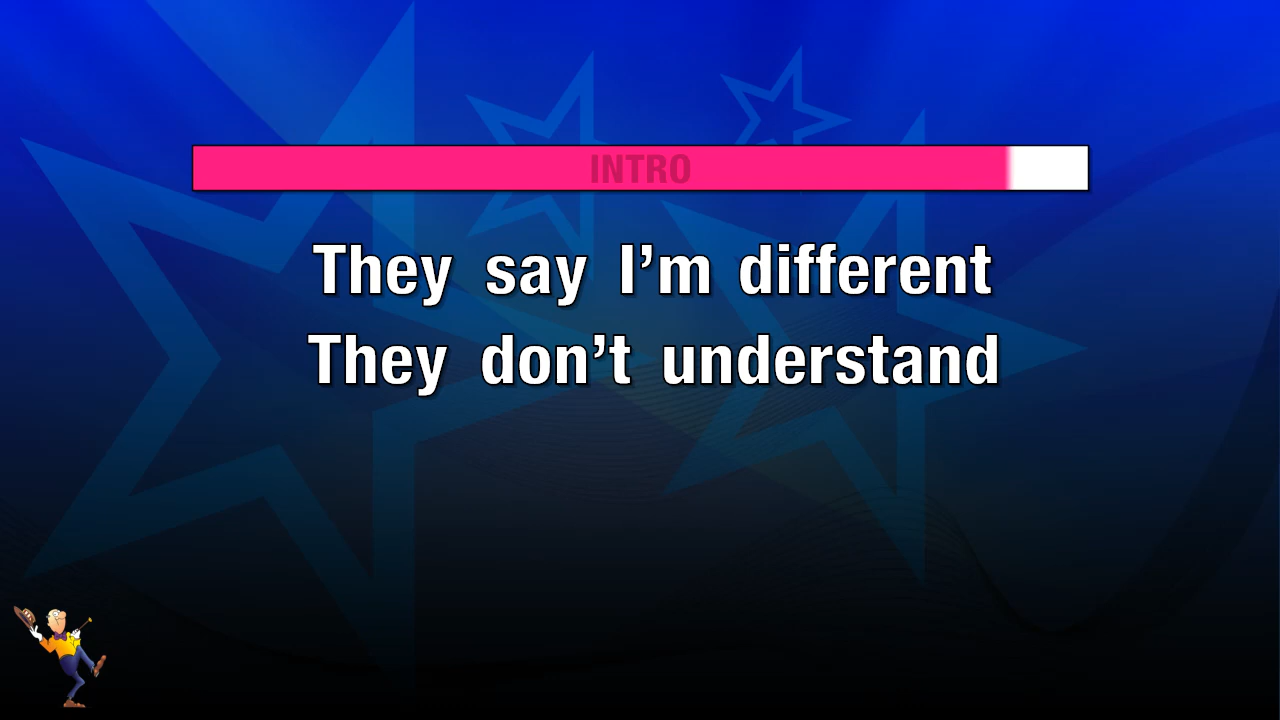 INTRO
They say I’m different
They don’t understand